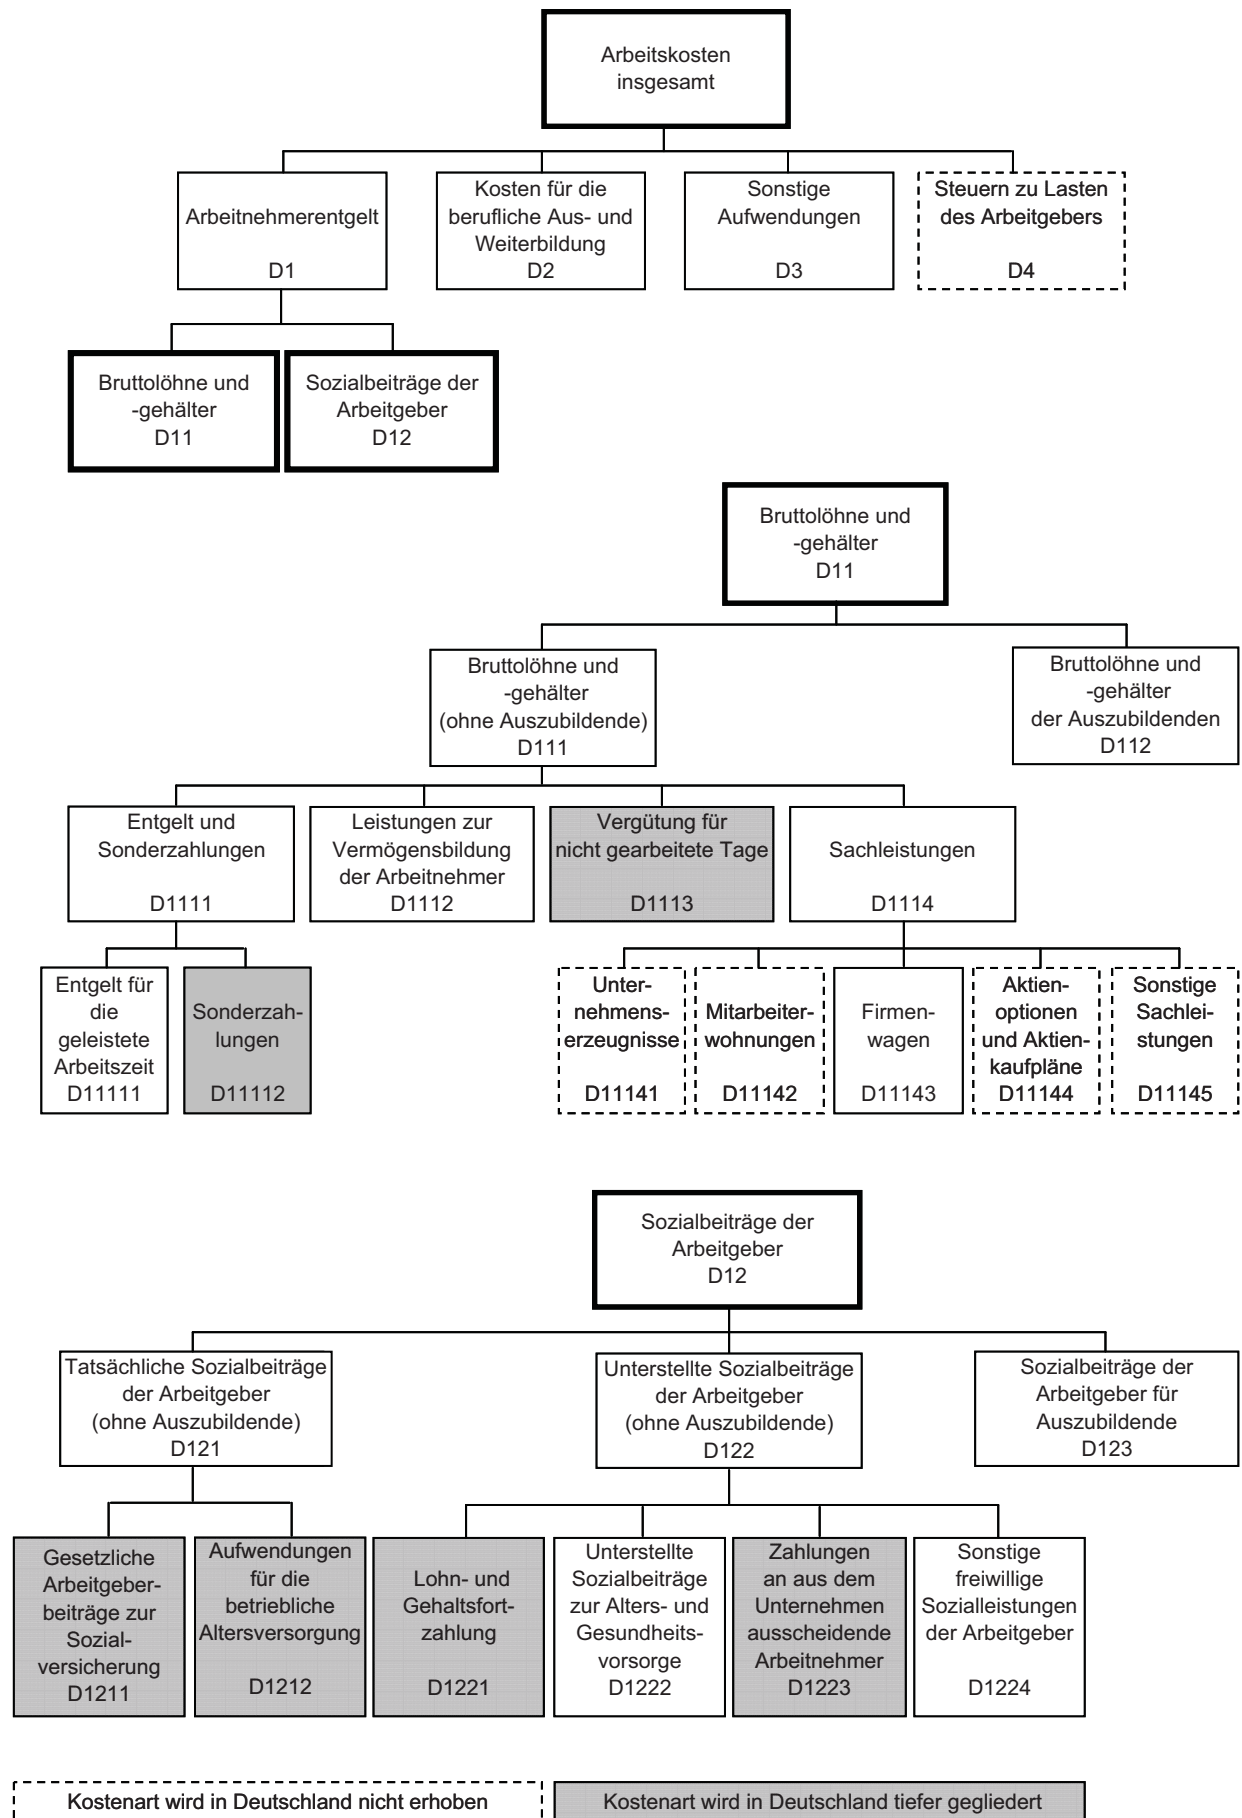 Arbeitskosten
insgesamt
Arbeitnehmerentgelt
D1
Kosten für die
berufliche Aus- und
Weiterbildung
D2
Sonstige
Aufwendungen
D3
Steuern zu Lasten
des Arbeitgebers
D4
Bruttolöhne und
-gehälter
D11
Sozialbeiträge der
Arbeitgeber
D12
Bruttolöhne und
-gehälter
D11
Bruttolöhne und
-gehälter
(ohne Auszubildende)
D111
Bruttolöhne und
-gehälter
der Auszubildenden
D112
Entgelt und
Sonderzahlungen
D1111
Leistungen zur
Vermögensbildung
der Arbeitnehmer
D1112
Vergütung für
nicht gearbeitete Tage
D1113
Sachleistungen
D1114
Entgelt für
die
geleistete
Arbeitszeit
D11111
Sonderzah-
lungen
D11112
Unter-
nehmens-
erzeugnisse
D11141
Mitarbeiter-
wohnungen
D11142
Firmen-
wagen
D11143
Aktien-
optionen
und Aktien-
kaufpläne
D11144
Sonstige
Sachlei-
stungen
D11145
Sozialbeiträge der
Arbeitgeber
D12
Tatsächliche Sozialbeiträge
der Arbeitgeber
(ohne Auszubildende)
D121
Unterstellte Sozialbeiträge
der Arbeitgeber
(ohne Auszubildende)
D122
Sozialbeiträge der
Arbeitgeber für
Auszubildende
D123
Gesetzliche
Arbeitgeber-
beiträge zur
Sozial-
versicherung
D1211
Aufwendungen
für die
betriebliche
Altersversorgung
D1212
Lohn- und
Gehaltsfort-
zahlung
D1221
Unterstellte
Sozialbeiträge
zur Alters- und
Gesundheits-
vorsorge
D1222
Zahlungen
an aus dem
Unternehmen
ausscheidende
Arbeitnehmer
D1223
Sonstige
freiwillige
Sozialleistungen
der Arbeitgeber
D1224
Kostenart wird in Deutschland nicht erhoben
Kostenart wird in Deutschland tiefer gegliedert